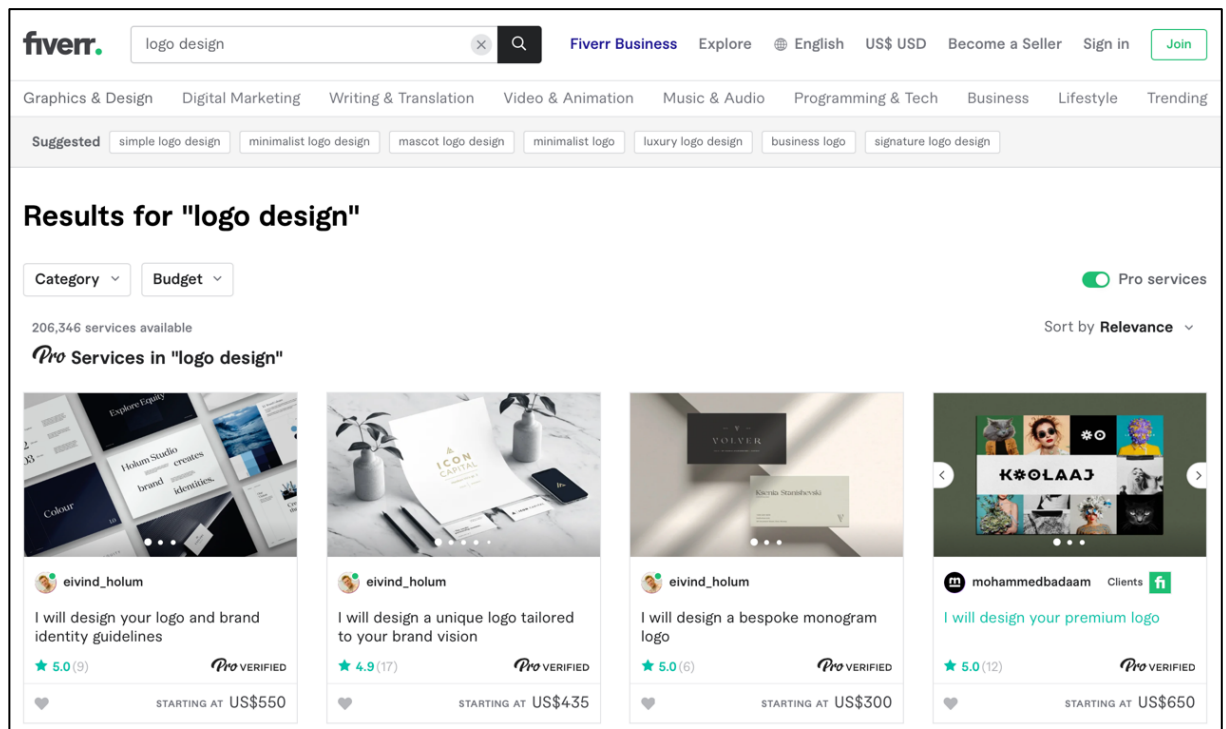 fiverr.
logo design
Fiverr Business Explore English US$ USD Become a Seller Sign in Join
Graphics & Design Digital Marketing Writing & Translation Video & Animation Music & Audio Programming & Tech Business Lifestyle Trending
Suggested simple logo design minimalist logo design mascot logo design minimalist logo luxury logo design business logo signature logo design
Results for "logo design"
Category Budget
Pro services
206,346 services available
Sort by Relevance
Pro Services in "logo design"
Explore Equity
Holum Studio creates
brand identities.
Colour
ICON
CAPITAL
VOLVER
Ksenia Stanishevski
KOOLAAJ
eivind_holum
I will design your logo and brand
identity guidelines
5.0 (9)
Pro VERIFIED
STARTING AT US$550
eivind_holum
I will design a unique logo tailored
to your brand vision
4.9 (17)
Pro VERIFIED
STARTING AT US$435
eivind_holum
I will design a bespoke monogram
logo
5.0 (6)
Pro VERIFIED
STARTING AT US$300
mohammedbadaam Clients fi
I will design your premium logo
5.0 (12)
Pro VERIFIED
STARTING AT US$650